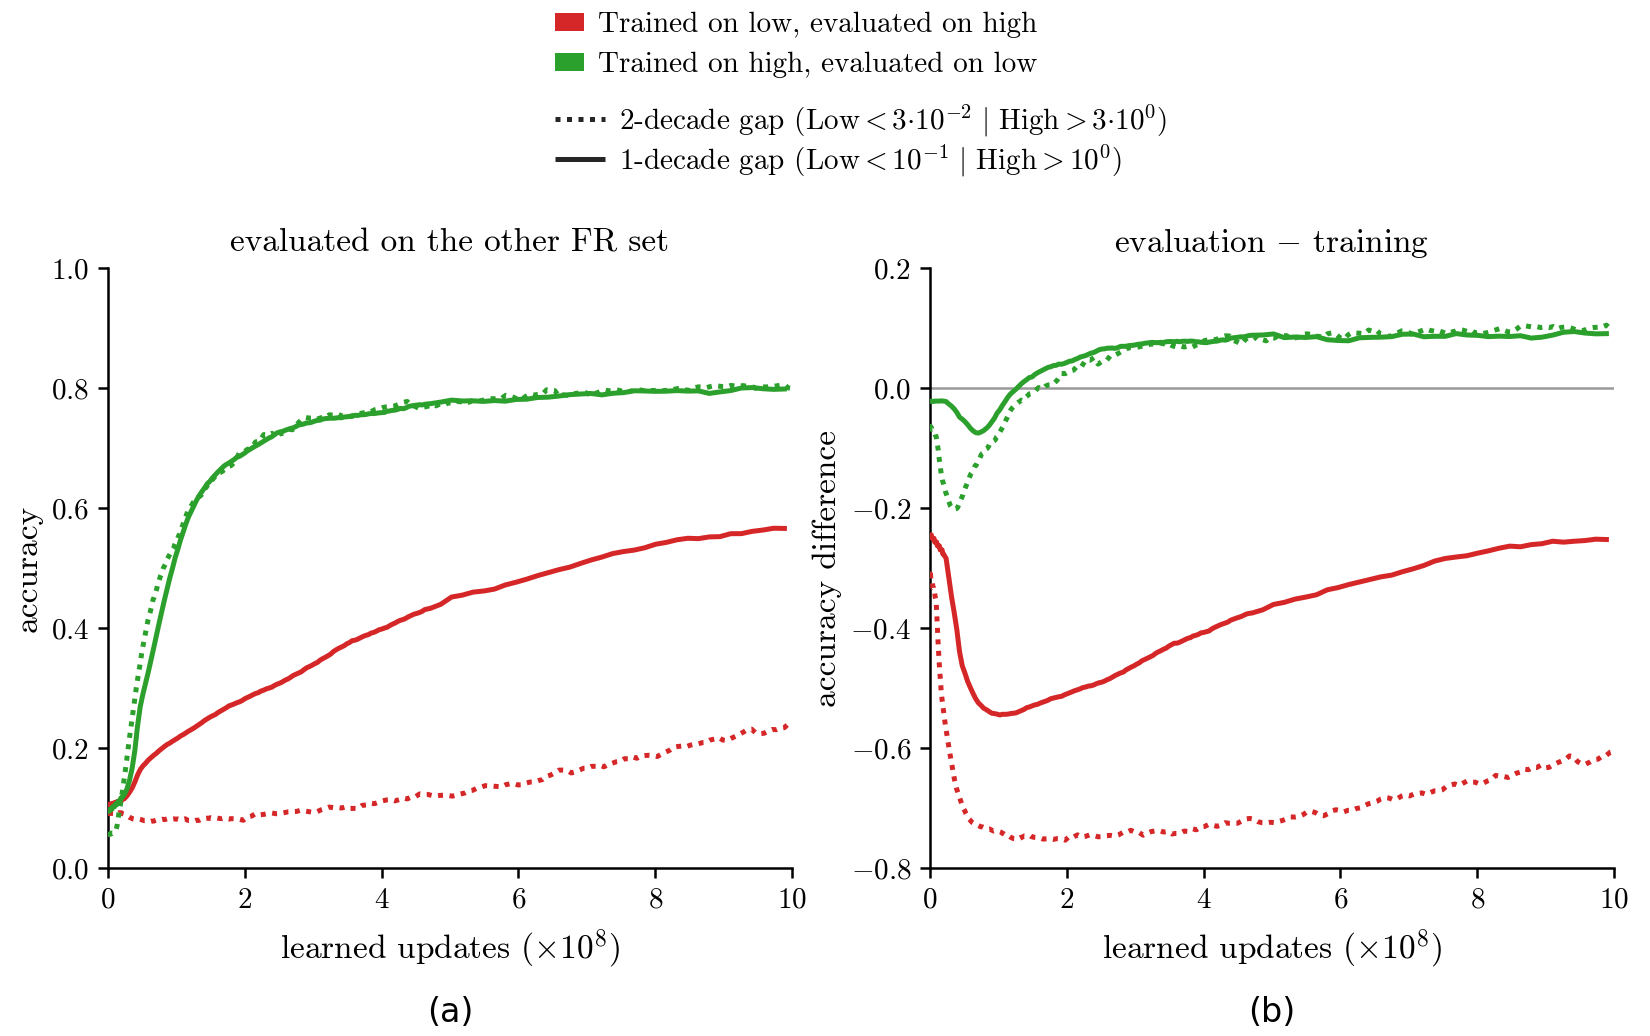 Trained on low, evaluated on high
Trained on high, evaluated on low
2-decade gap (Low < 3·10⁻² | High > 3·10⁰)
1-decade gap (Low < 10⁻¹ | High > 10⁰)
evaluated on the other FR set
1.0
0.8
0.6
0.4
0.2
0.0
accuracy
0 2 4 6 8 10
learned updates (×10⁸)
(a)
evaluation − training
0.2
0.0
−0.2
−0.4
−0.6
−0.8
accuracy difference
0 2 4 6 8 10
learned updates (×10⁸)
(b)